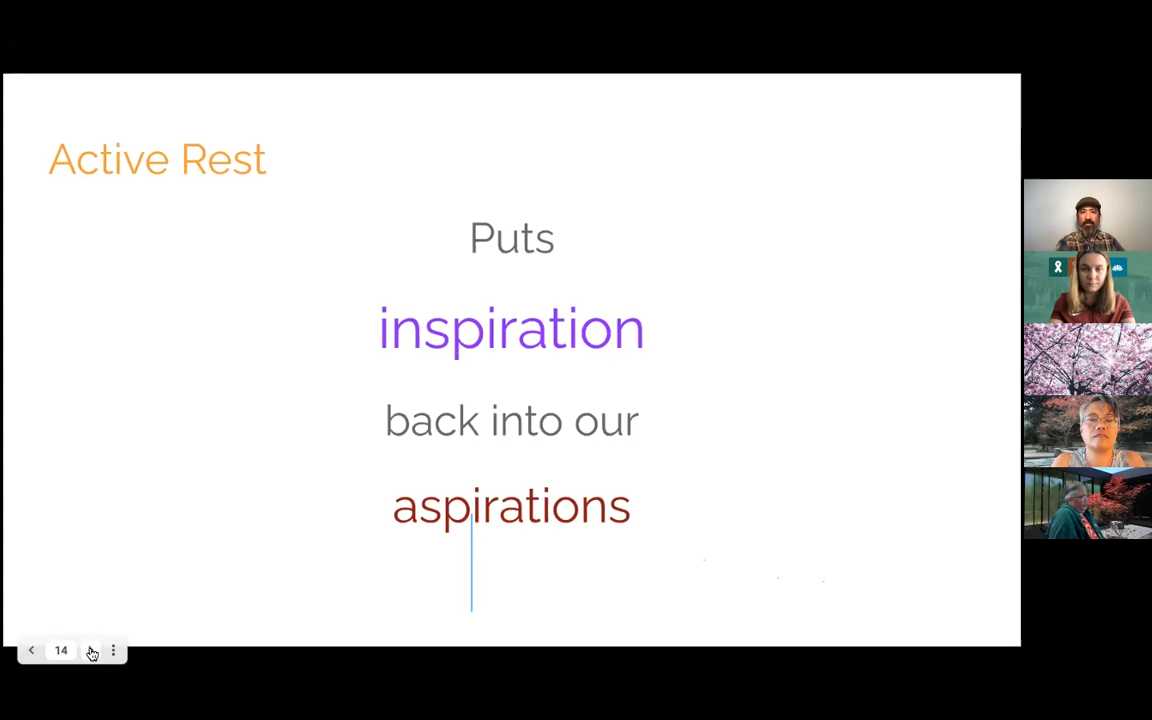 Active Rest
Puts
inspiration
back into our
aspirations
14